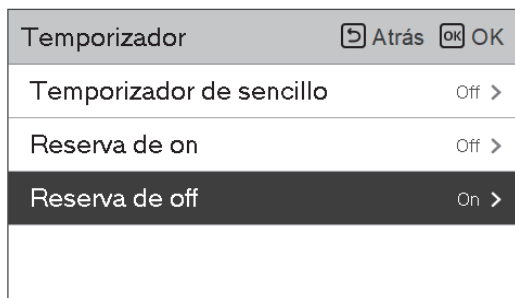 Temporizador Atrás OK OK
Temporizador de sencillo Off >
Reserva de on Off >
Reserva de off On >